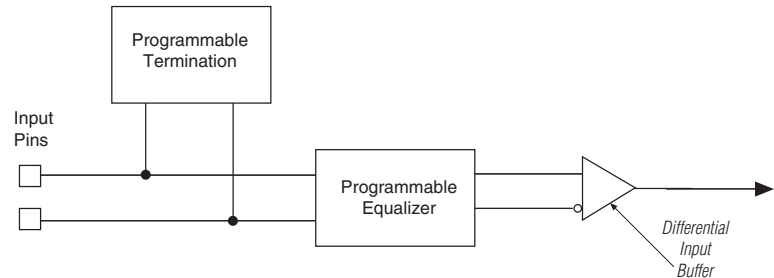 Programmable
Termination
Input
Pins
Programmable
Equalizer
Differential
Input
Buffer